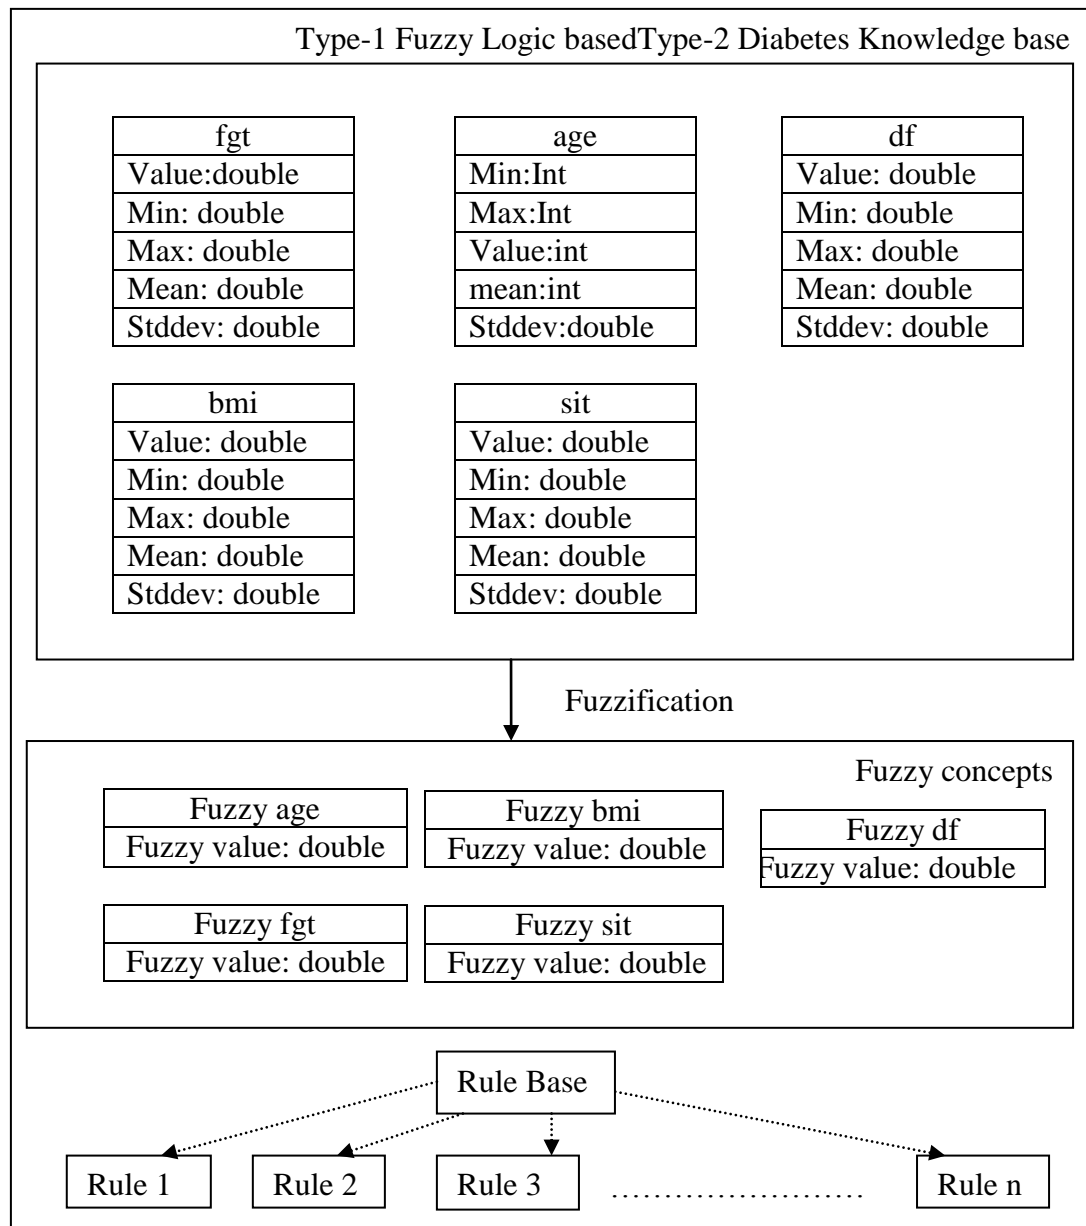 Type-1 Fuzzy Logic basedType-2 Diabetes Knowledge base
fgt
Value:double
Min: double
Max: double
Mean: double
Stddev: double
age
Min:Int
Max:Int
Value:int
mean:int
Stddev:double
df
Value: double
Min: double
Max: double
Mean: double
Stddev: double
bmi
Value: double
Min: double
Max: double
Mean: double
Stddev: double
sit
Value: double
Min: double
Max: double
Mean: double
Stddev: double
Fuzzification
Fuzzy concepts
Fuzzy age
Fuzzy value: double
Fuzzy bmi
Fuzzy value: double
Fuzzy df
Fuzzy value: double
Fuzzy fgt
Fuzzy value: double
Fuzzy sit
Fuzzy value: double
Rule Base
Rule 1
Rule 2
Rule 3
........................
Rule n